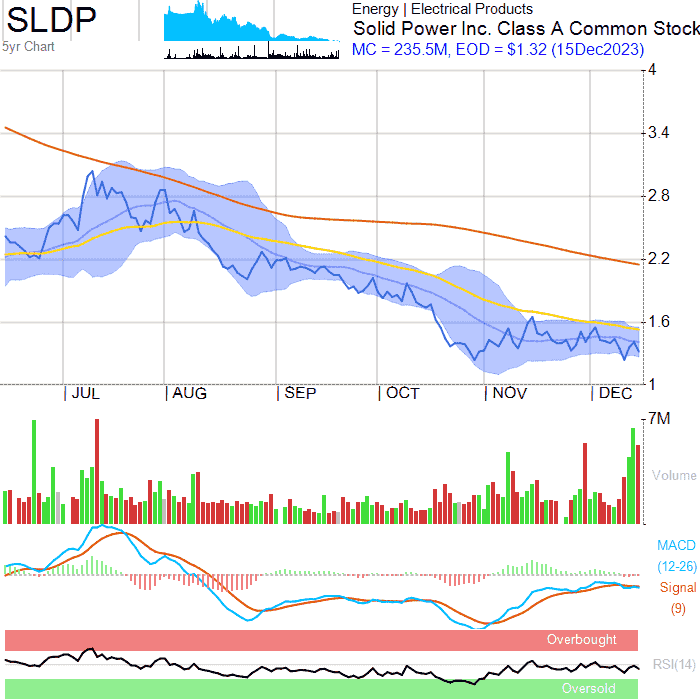 SLDP
5yr Chart
Energy | Electrical Products
Solid Power Inc. Class A Common Stock
MC = 235.5M, EOD = $1.32 (15Dec2023)
4
3.4
2.8
2.2
1.6
1
JUL AUG SEP OCT NOV DEC
7M
Volume
MACD
(12-26)
Signal
(9)
Overbought
RSI(14)
Oversold